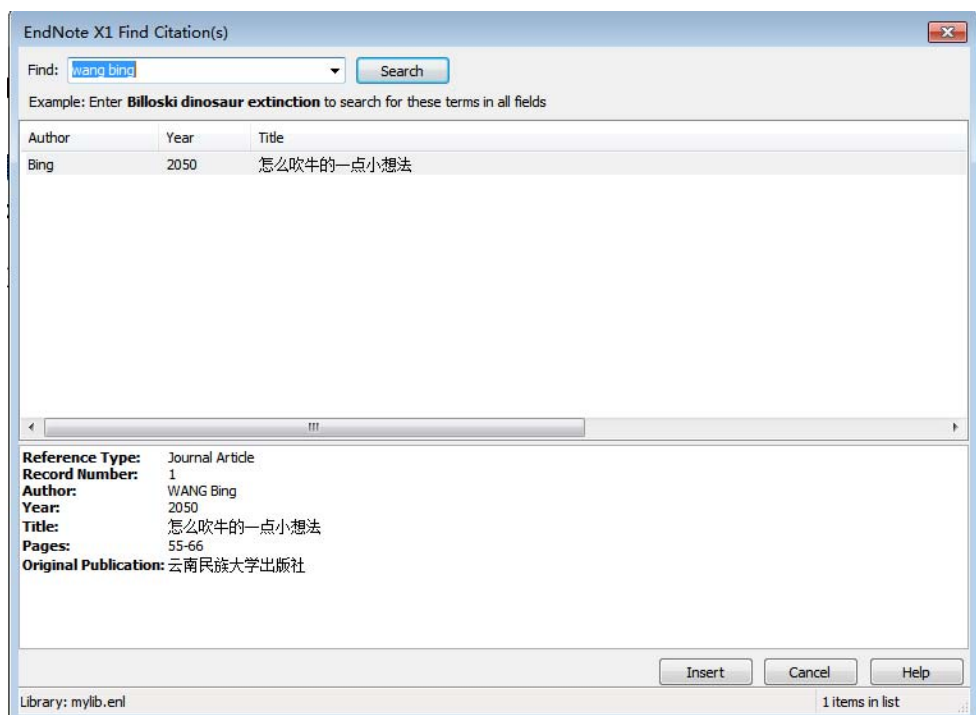 EndNote X1 Find Citation(s)
Find: wang bing Search
Example: Enter Billoski dinosaur extinction to search for these terms in all fields
Author Year Title
Bing 2050 怎么吹牛的一点小想法
Reference Type: Journal Article
Record Number: 1
Author: WANG Bing
Year: 2050
Title: 怎么吹牛的一点小想法
Pages: 55-66
Original Publication: 云南民族大学出版社
Insert Cancel Help
Library: mylib.enl 1 items in list